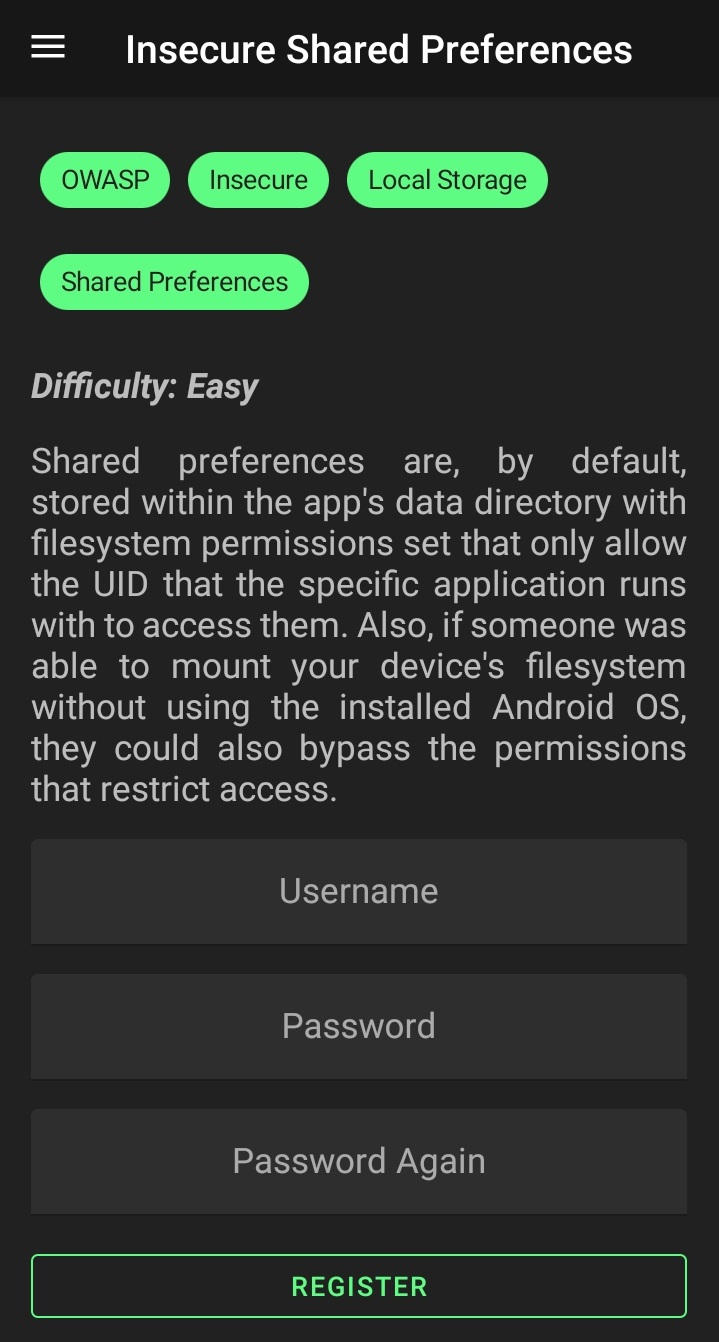 Insecure Shared Preferences
OWASP
Insecure
Local Storage
Shared Preferences
Difficulty: Easy
Shared preferences are, by default,
stored within the app's data directory with
filesystem permissions set that only allow
the UID that the specific application runs
with to access them. Also, if someone was
able to mount your device's filesystem
without using the installed Android OS,
they could also bypass the permissions
that restrict access.
Username
Password
Password Again
REGISTER